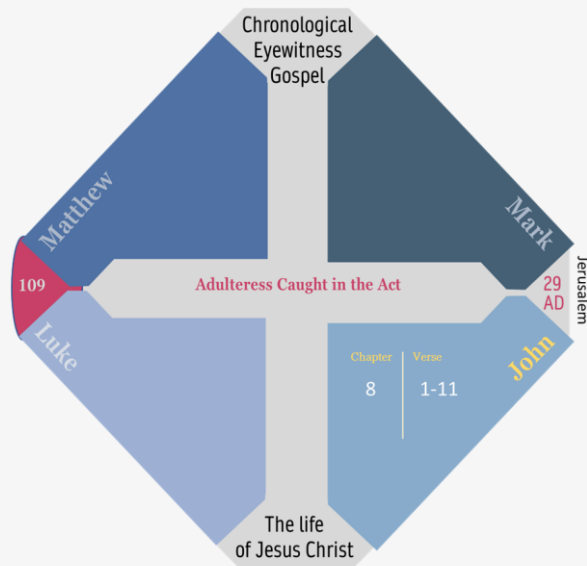 Chronological
Eyewitness
Gospel
Matthew
Mark
109
Adulteress Caught in the Act
29
AD
Jerusalem
Luke
John
Chapter
Verse
8
1-11
The life
of Jesus Christ